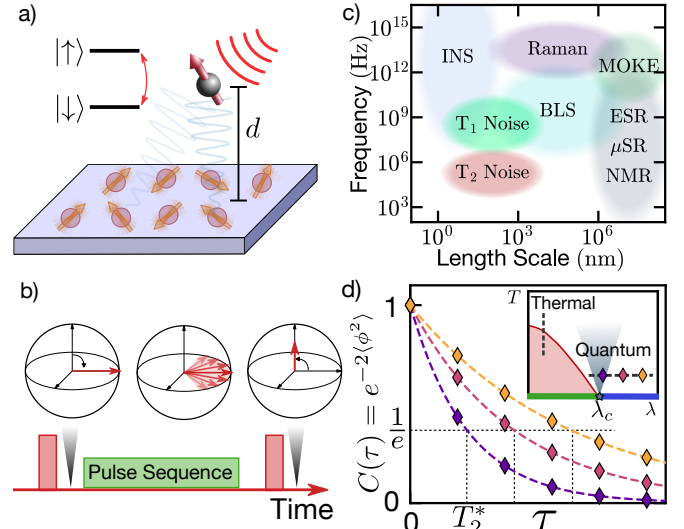 a)
|↑⟩
|↓⟩
d
c)
Frequency (Hz)
10^15
10^12
10^9
10^6
10^3
INS
Raman
MOKE
BLS
T₁ Noise
T₂ Noise
ESR
μSR
NMR
10^0
10^3
10^6
Length Scale (nm)
b)
Pulse Sequence
Time
d)
C(τ) = e^{-2⟨ϕ^2⟩}
1
1/e
0
0
T₂*
τ
T
Thermal
Quantum
λ_c
λ